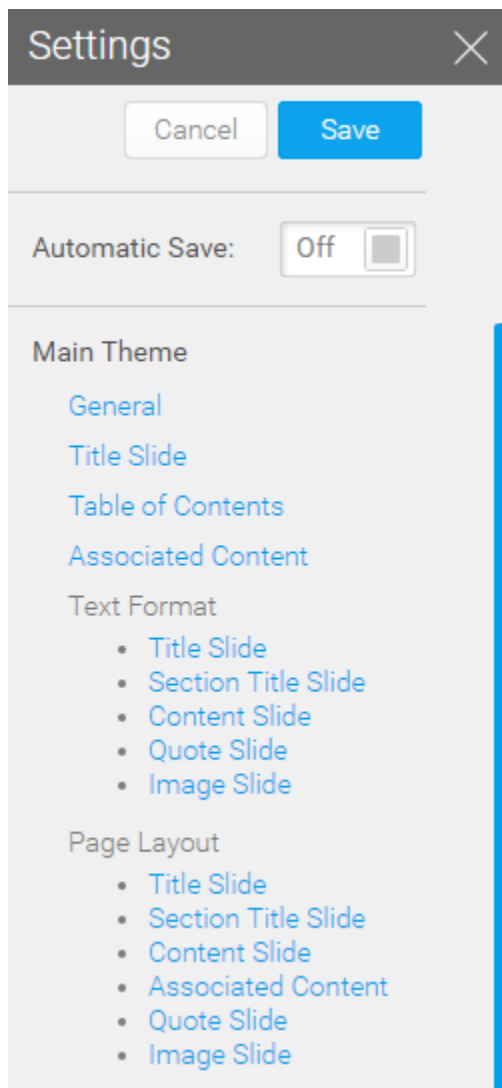 Settings
Cancel Save
Automatic Save: Off
Main Theme
General
Title Slide
Table of Contents
Associated Content
Text Format
• Title Slide
• Section Title Slide
• Content Slide
• Quote Slide
• Image Slide
Page Layout
• Title Slide
• Section Title Slide
• Content Slide
• Associated Content
• Quote Slide
• Image Slide